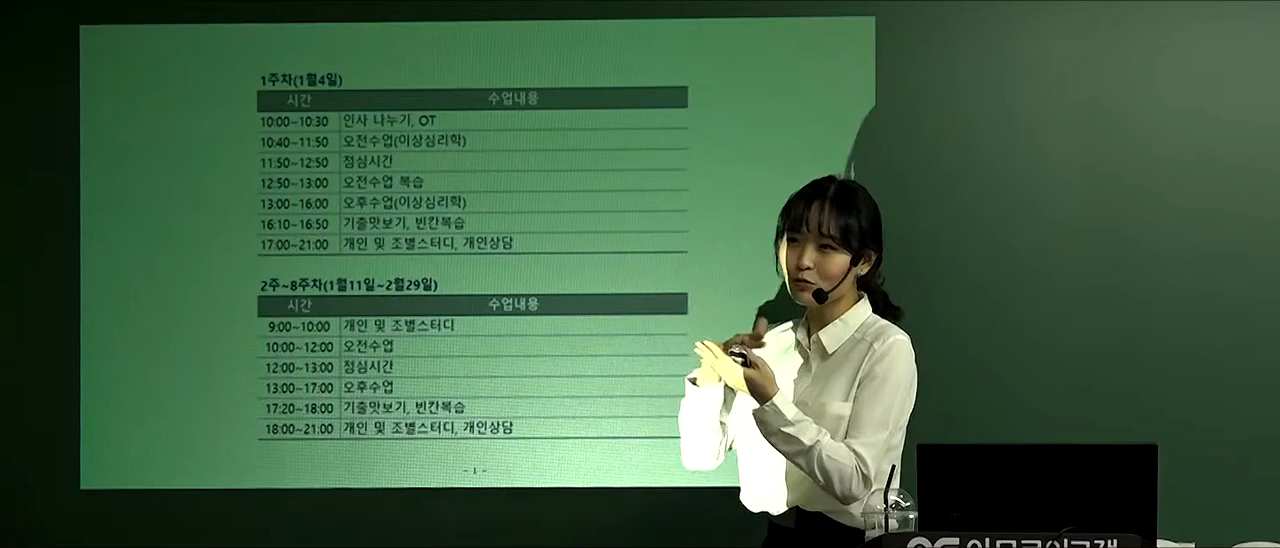 1주차(1월4일)
시간 수업내용
10:00~10:30 인사 나누기, OT
10:40~11:50 오전수업(이상심리학)
11:50~12:50 점심시간
12:50~13:00 오전수업 복습
13:00~16:00 오후수업(이상심리학)
16:10~16:50 기출맛보기, 빈칸복습
17:00~21:00 개인 및 조별스터디, 개인상담
2주~8주차(1월11일~2월29일)
시간 수업내용
9:00~10:00 개인 및 조별스터디
10:00~12:00 오전수업
12:00~13:00 점심시간
13:00~17:00 오후수업
17:20~18:00 기출맛보기, 빈칸복습
18:00~21:00 개인 및 조별스터디, 개인상담
- 1 -